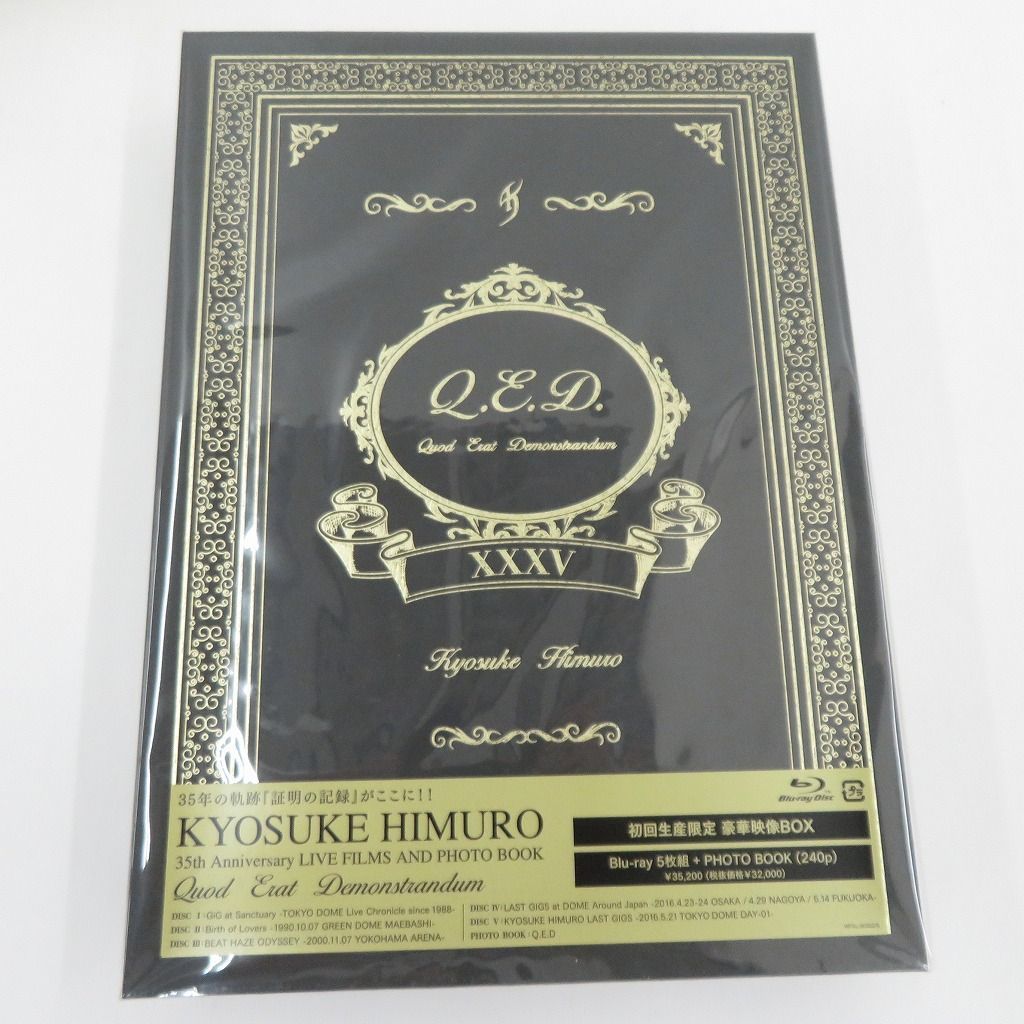 Q.E.D.
Quod Erat Demonstrandum
XXXV
Kyosuke Himuro
35年の軌跡『証明の記録』がここに!!
KYOSUKE HIMURO
35th Anniversary LIVE FILMS AND PHOTO BOOK
Quod Erat Demonstrandum
Blu-ray Disc
プラ
初回生産限定 豪華映像BOX
Blu-ray 5枚組 + PHOTO BOOK (240p)
¥35,200 (税抜価格¥32,000)
DISC I : GIG at Sanctuary -TOKYO DOME Live Chronicle since 1988-
DISC II : Birth of Lovers -1990.10.07 GREEN DOME MAEBASHI-
DISC III : BEAT HAZE ODYSSEY -2000.11.07 YOKOHAMA ARENA-
DISC IV : LAST GIGS at DOME Around Japan -2016.4.23-24 OSAKA / 4.29 NAGOYA / 5.14 FUKUOKA-
DISC V : KYOSUKE HIMURO LAST GIGS -2016.5.21 TOKYO DOME DAY-01-
PHOTO BOOK : Q.E.D